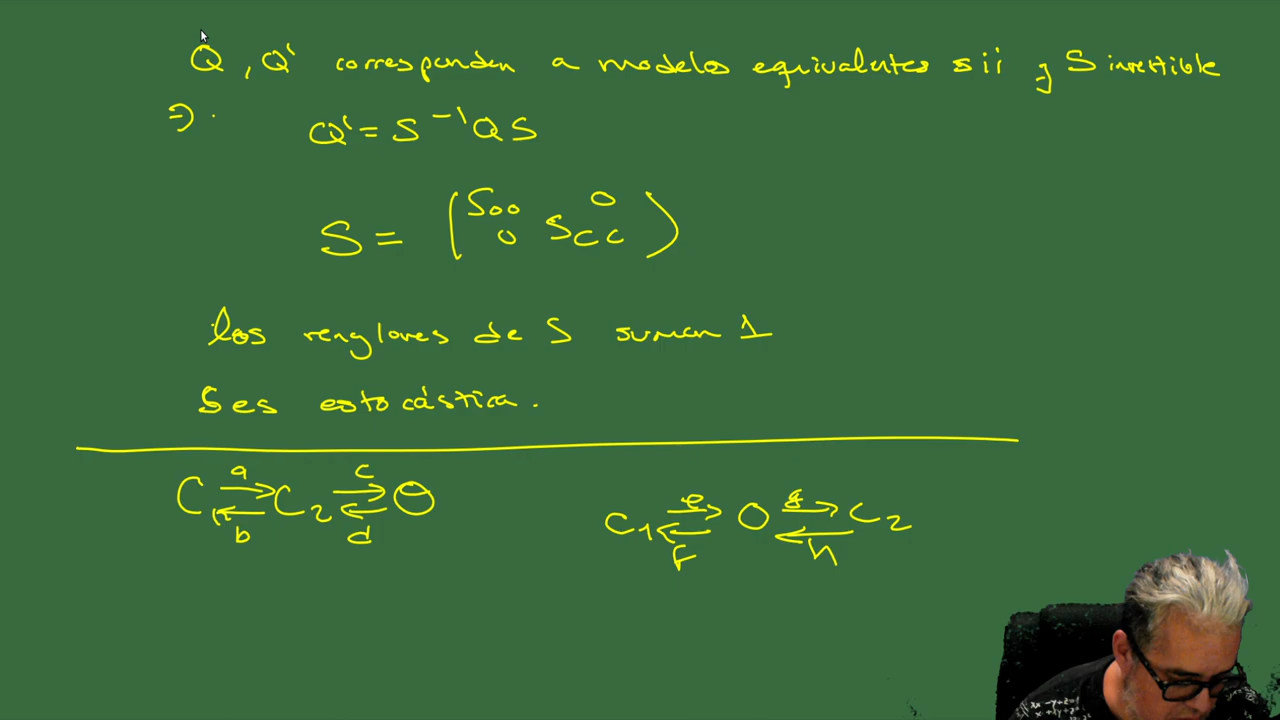 Q, Q' corresponden a modelos equivalentes sii ∃ S invertible
⇒. Q' = S⁻¹QS
S = ( S₀₀ 0
0 Scc )
los renglones de S suman 1
S es estocástica.
C₁ ⇄ C₂ ⇄ O
a c
b d
C₁ ⇄ O ⇄ C₂
e g
f h